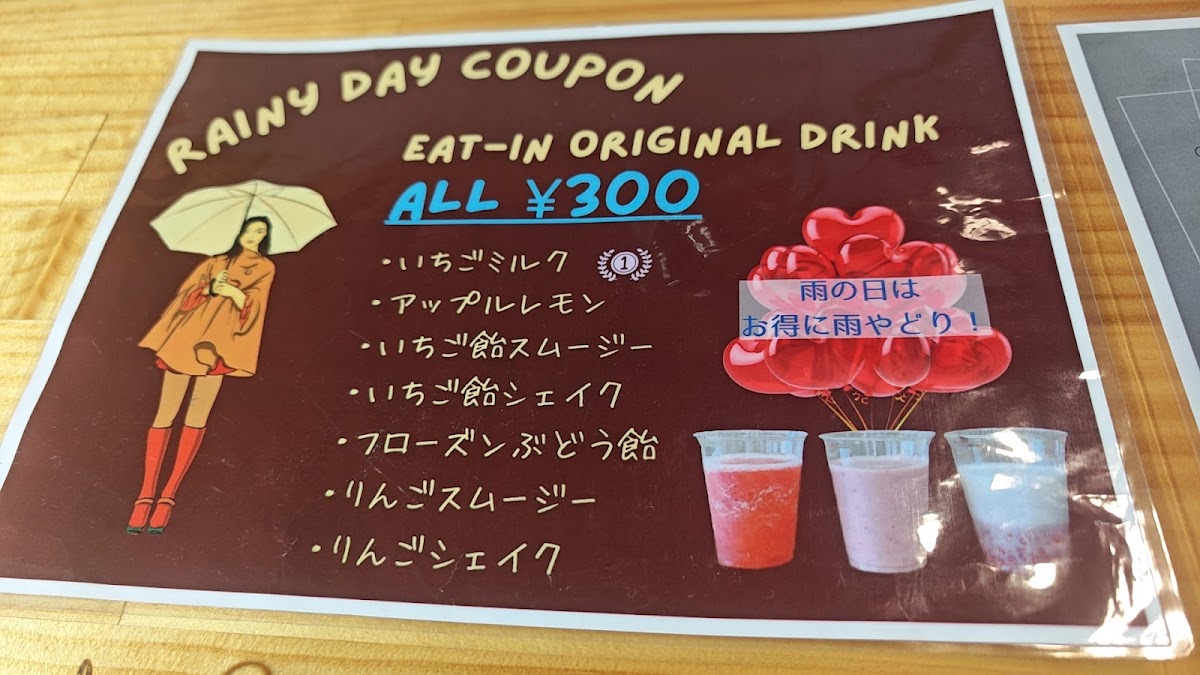 RAINY DAY COUPON
EAT-IN ORIGINAL DRINK
ALL ¥300
・いちごミルク 1
・アップルレモン
・いちご飴スムージー
・いちご飴シェイク
・フローズンぶどう飴
・りんごスムージー
・りんごシェイク
雨の日は
お得に雨やどり！